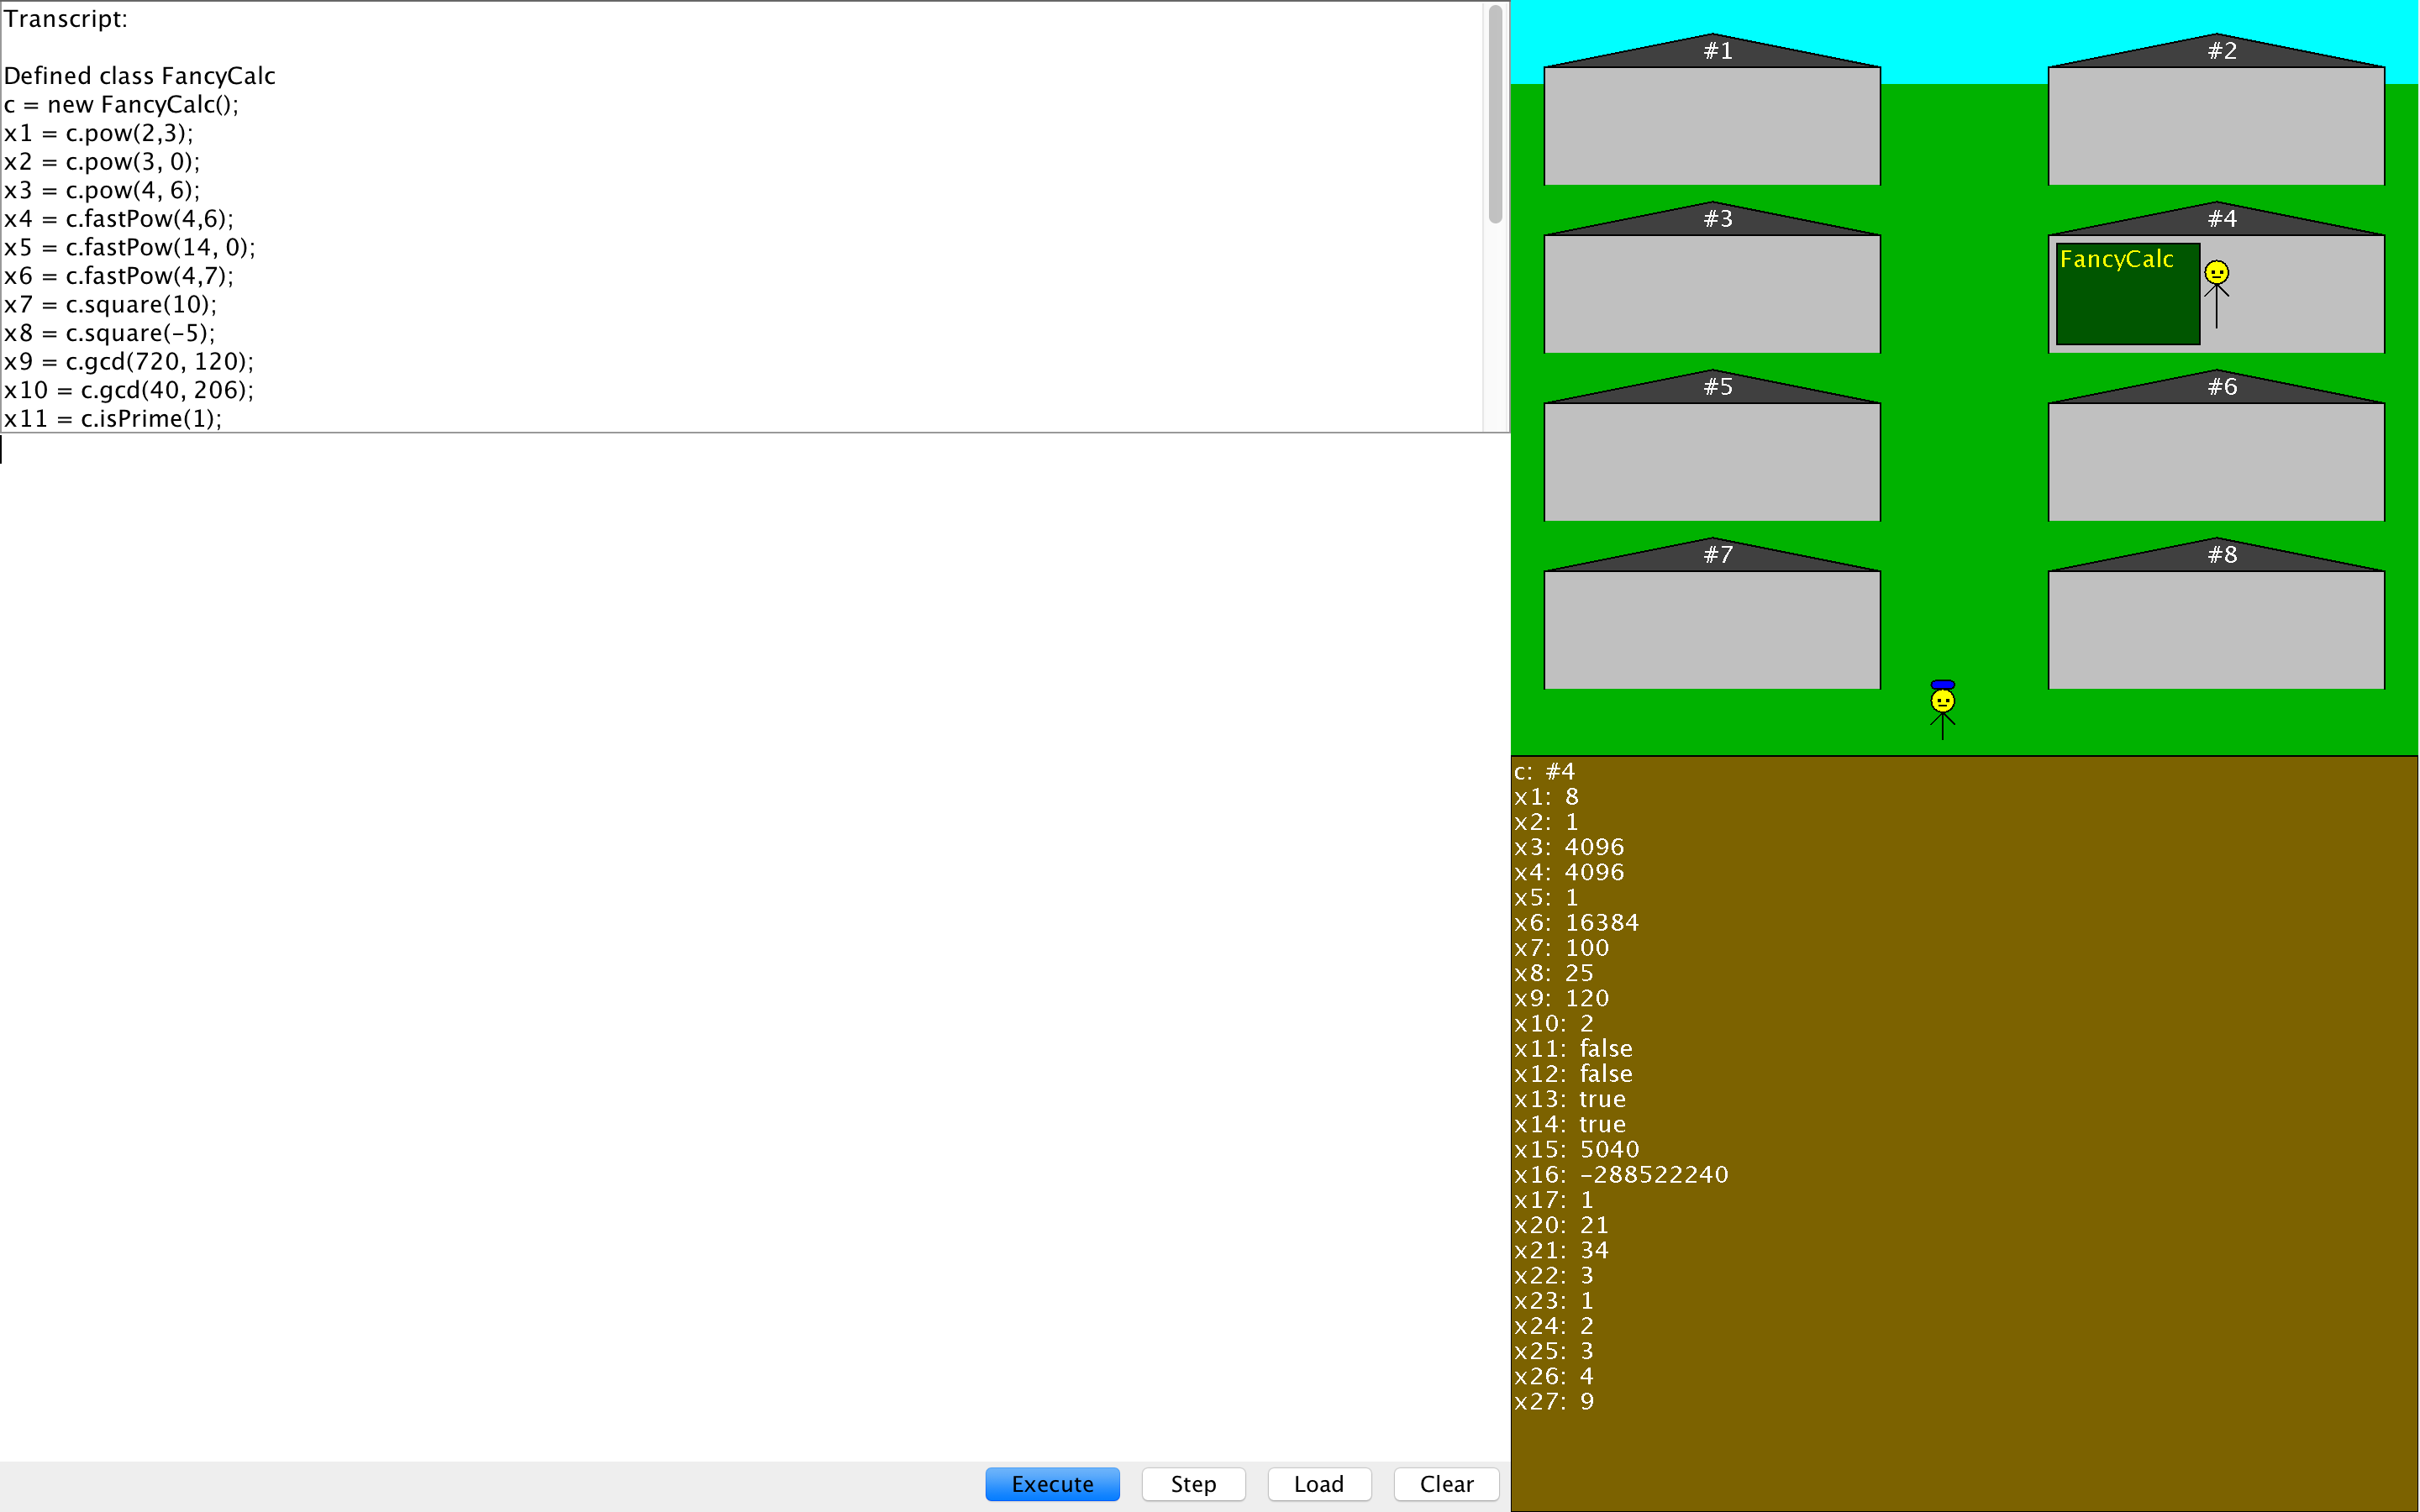 Transcript:
Defined class FancyCalc
c = new FancyCalc();
x1 = c.pow(2,3);
x2 = c.pow(3, 0);
x3 = c.pow(4, 6);
x4 = c.fastPow(4,6);
x5 = c.fastPow(14, 0);
x6 = c.fastPow(4,7);
x7 = c.square(10);
x8 = c.square(-5);
x9 = c.gcd(720, 120);
x10 = c.gcd(40, 206);
x11 = c.isPrime(1);
Execute Step Load Clear
#1 #2
#3 #4
FancyCalc
#5 #6
#7 #8
c: #4
x1: 8
x2: 1
x3: 4096
x4: 4096
x5: 1
x6: 16384
x7: 100
x8: 25
x9: 120
x10: 2
x11: false
x12: false
x13: true
x14: true
x15: 5040
x16: -288522240
x17: 1
x20: 21
x21: 34
x22: 3
x23: 1
x24: 2
x25: 3
x26: 4
x27: 9